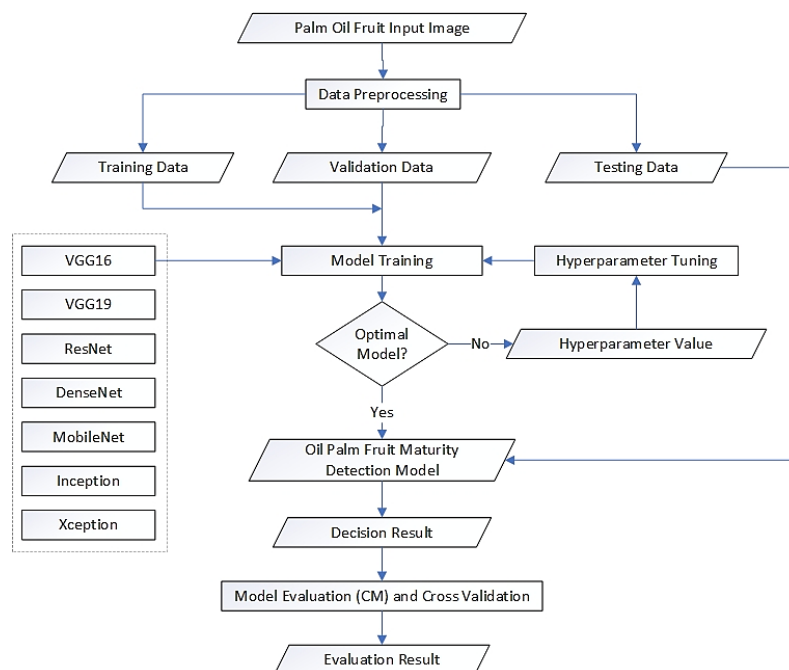 Palm Oil Fruit Input Image
Data Preprocessing
Training Data
Validation Data
Testing Data
VGG16
Model Training
Hyperparameter Tuning
VGG19
ResNet
DenseNet
MobileNet
Inception
Xception
Optimal
Model?
No
Hyperparameter Value
Yes
Oil Palm Fruit Maturity
Detection Model
Decision Result
Model Evaluation (CM) and Cross Validation
Evaluation Result